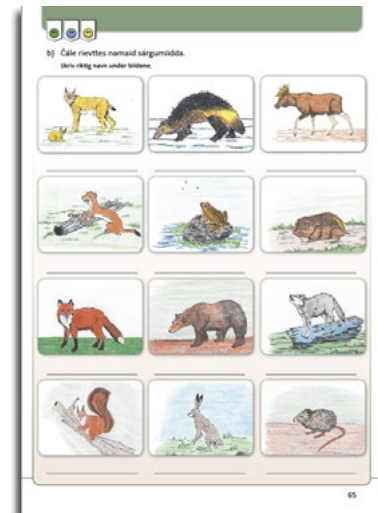 b) Čále rievttes namaid sárgumiidda.
Skriv riktig navn under bildene.
65